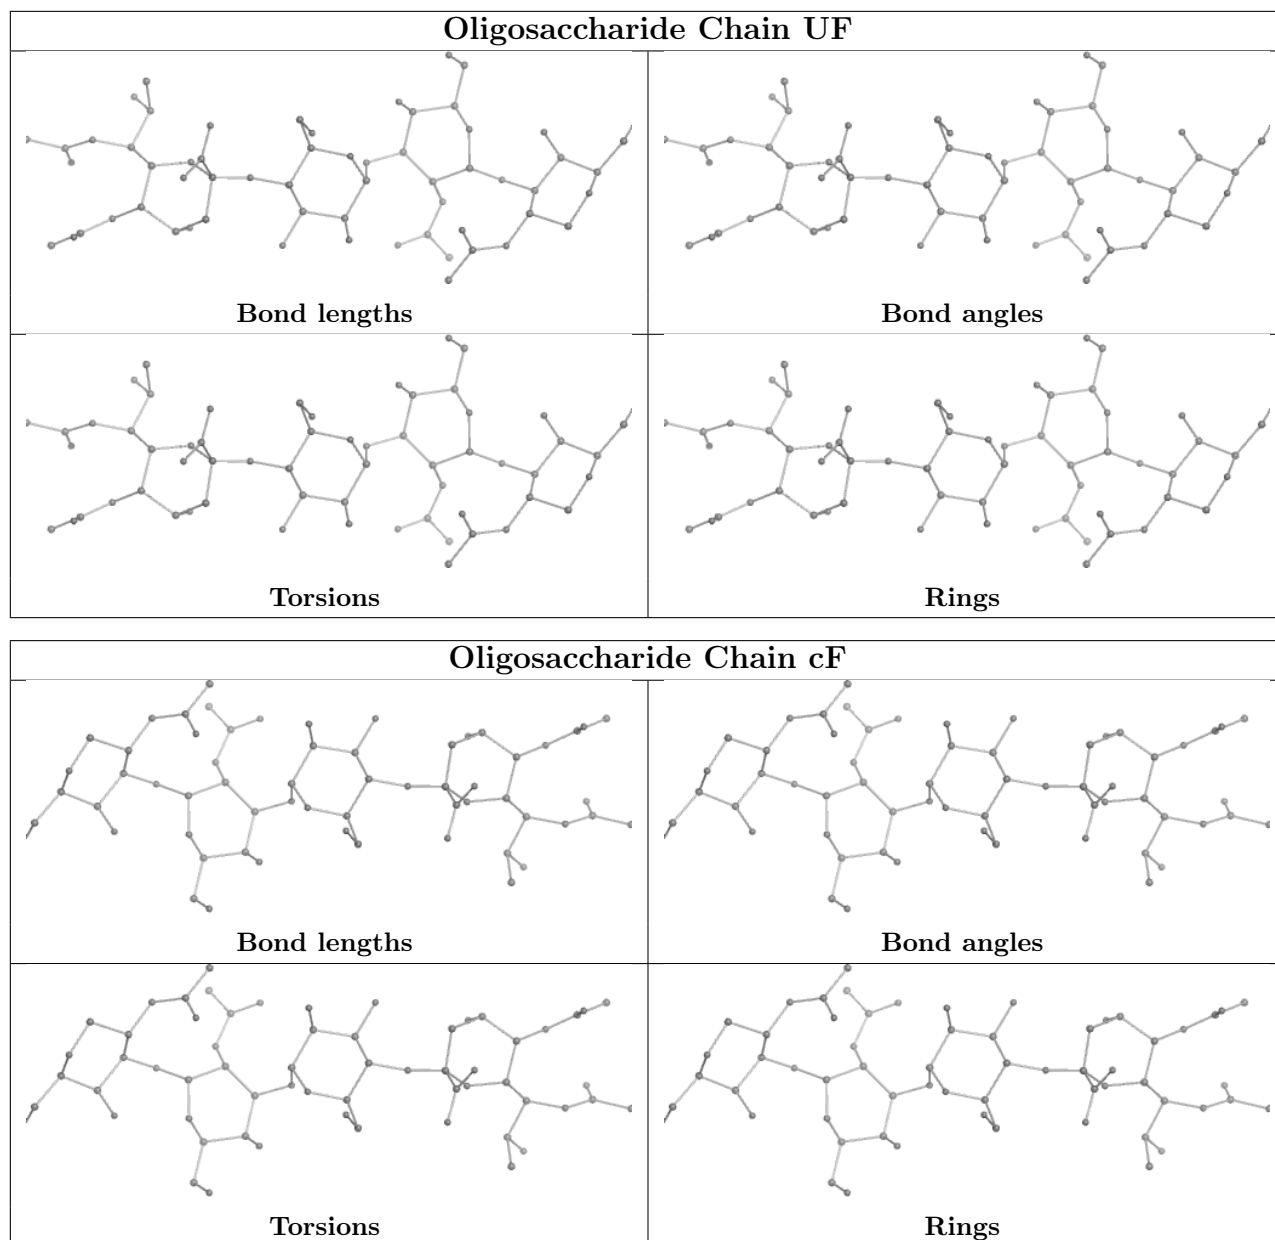 Oligosaccharide Chain UF
Bond lengths
Bond angles
Torsions
Rings
Oligosaccharide Chain cF
Bond lengths
Bond angles
Torsions
Rings